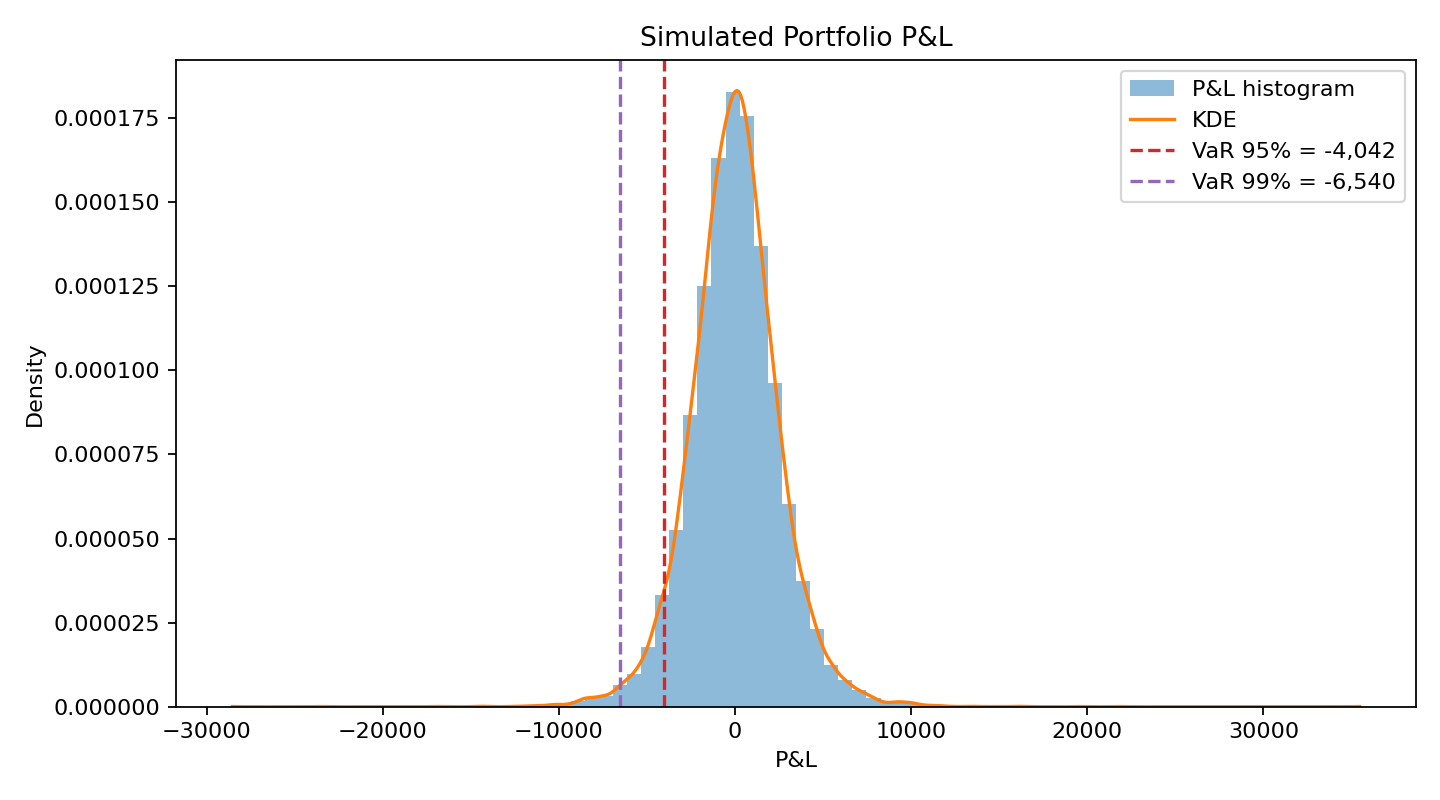 Simulated Portfolio P&L
P&L histogram
KDE
VaR 95% = -4,042
VaR 99% = -6,540
Density
0.000175
0.000150
0.000125
0.000100
0.000075
0.000050
0.000025
0.000000
−30000 −20000 −10000 0 10000 20000 30000
P&L